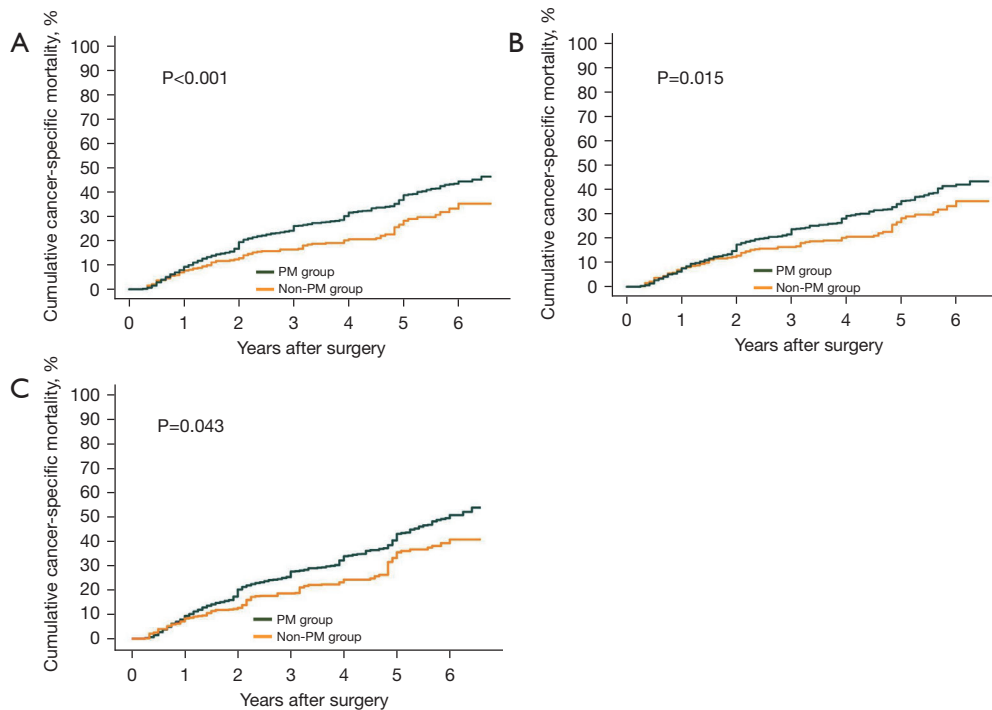 A
Cumulative cancer-specific mortality, %
100
90
80
70
60
50
40
30
20
10
0
P<0.001
PM group
Non-PM group
0 1 2 3 4 5 6
Years after surgery
B
Cumulative cancer-specific mortality, %
100
90
80
70
60
50
40
30
20
10
0
P=0.015
PM group
Non-PM group
0 1 2 3 4 5 6
Years after surgery
C
Cumulative cancer-specific mortality, %
100
90
80
70
60
50
40
30
20
10
0
P=0.043
PM group
Non-PM group
0 1 2 3 4 5 6
Years after surgery